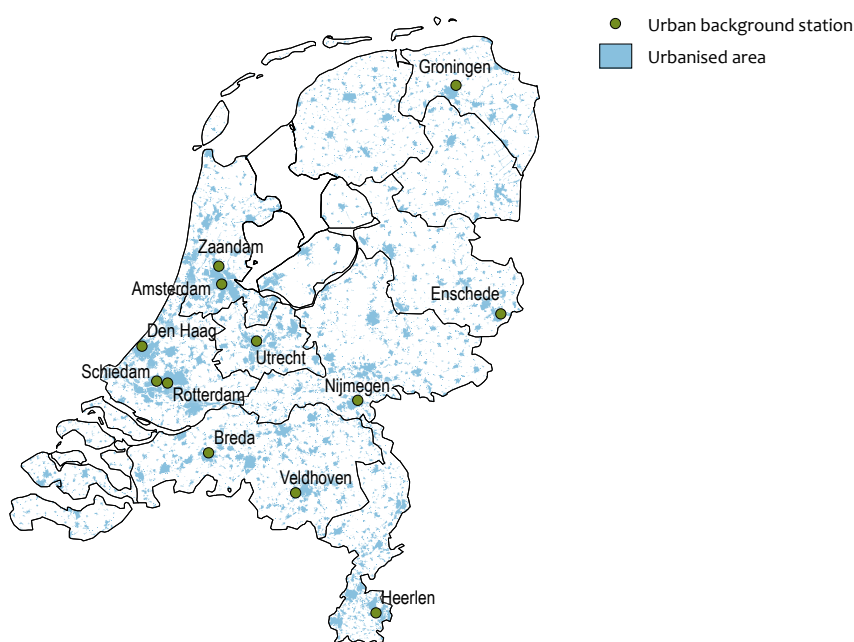 Urban background station
Urbanised area
Groningen
Zaandam
Amsterdam
Enschede
Den Haag
Utrecht
Schiedam
Rotterdam
Nijmegen
Breda
Veldhoven
Heerlen